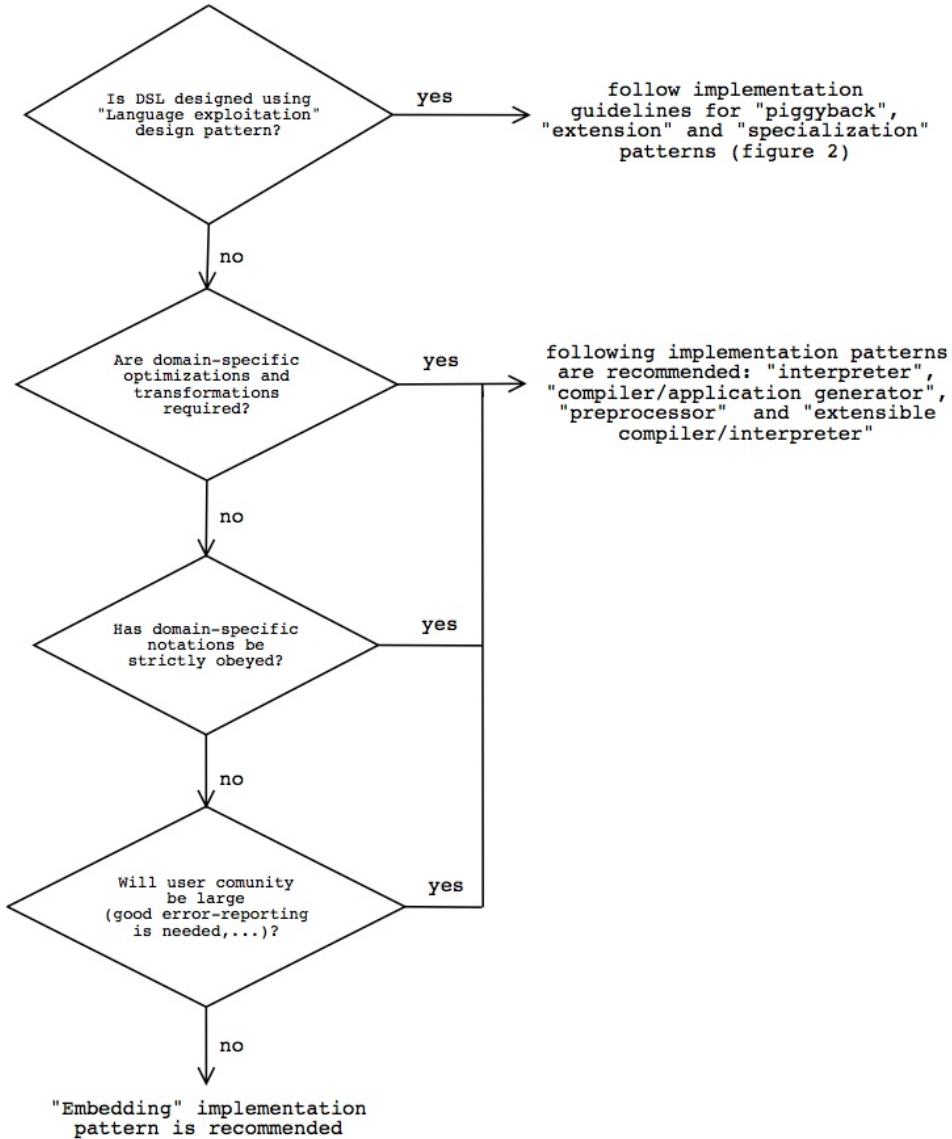 Is DSL designed using
"Language exploitation"
design pattern?
yes
follow implementation
guidelines for "piggyback",
"extension" and "specialization"
patterns (figure 2)
no
Are domain-specific
optimizations and
transformations
required?
yes
following implementation patterns
are recommended: "interpreter",
"compiler/application generator",
"preprocessor" and "extensible
compiler/interpreter"
no
Has domain-specific
notations be
strictly obeyed?
yes
no
Will user comunity
be large
(good error-reporting
is needed,...)?
yes
no
"Embedding" implementation
pattern is recommended